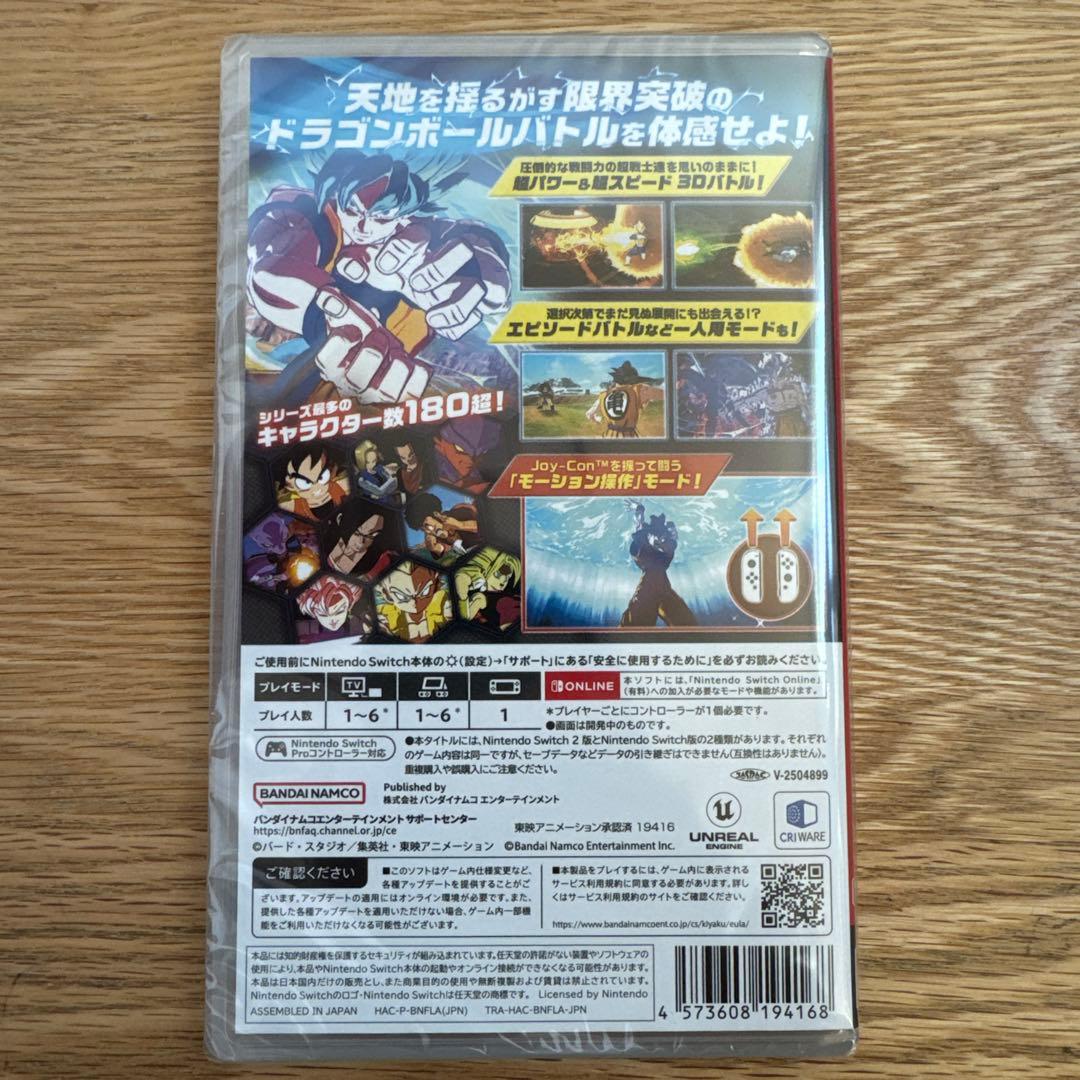 天地を揺るがす限界突破の
ドラゴンボールバトルを体感せよ!
圧倒的な戦闘力の超戦士達を思いのままに!
超パワー&超スピード 3Dバトル!
選択次第でまだ見ぬ展開にも出会える!?
エピソードバトルなど一人用モードも!
シリーズ最多の
キャラクター数180超!
Joy-Con™を振って闘う
「モーション操作」モード!
ご使用前にNintendo Switch本体の(設定)→「サポート」にある「安全に使用するために」を必ずお読みください。
プレイモード TV
ONLINE
本ソフトには、「Nintendo Switch Online」
(有料)への加入が必要なモードや機能があります。
プレイ人数 1～6* 1～6* 1
*プレイヤーごとにコントローラーが1個必要です。
●画面は開発中のものです。
Nintendo Switch
Proコントローラー対応
●本タイトルには、Nintendo Switch 2 版とNintendo Switch版の2種類があります。それぞれ
のゲーム内容は同一ですが、セーブデータなどデータの引き継ぎはできません(互換性はありません)。
重複購入や誤購入にご注意ください。
JASRAC V-2504899
BANDAI NAMCO
Published by
株式会社 バンダイナムコ エンターテインメント
バンダイナムコエンターテインメント サポートセンター
https://bnfaq.channel.or.jp/ce
東映アニメーション承認済 19416
©バード・スタジオ/集英社・東映アニメーション ©Bandai Namco Entertainment Inc.
UNREAL
ENGINE
CRIWARE
ご確認ください
■このソフトはゲーム内仕様変更など、
各種アップデートを提供することがご
ざいます。アップデートの適用にはオンライン環境が必要です。また、
提供した各種アップデートを適用いただけない場合、ゲーム内一部機
能をご利用いただけなくなる可能性がございます。
■本製品をプレイするには、ゲーム内に表示される
サービス利用規約に同意する必要があります。詳し
くはサービス利用規約のサイトをご確認ください。
https://www.bandainamcoent.co.jp/cs/kiyaku/eula/
本品には知的財産権を保護するセキュリティが組み込まれています。任天堂の許諾がない装置やソフトウェアの
使用により、本品やNintendo Switch本体の起動やオンライン接続ができなくなる可能性があります。
本品は日本国内だけの販売とし、また商業目的の使用や無断複製および賃貸は禁止されています。
Nintendo Switchのロゴ・Nintendo Switchは任天堂の商標です。 Licensed by Nintendo
ASSEMBLED IN JAPAN HAC-P-BNFLA(JPN) TRA-HAC-BNFLA-JPN
4 573608 194168